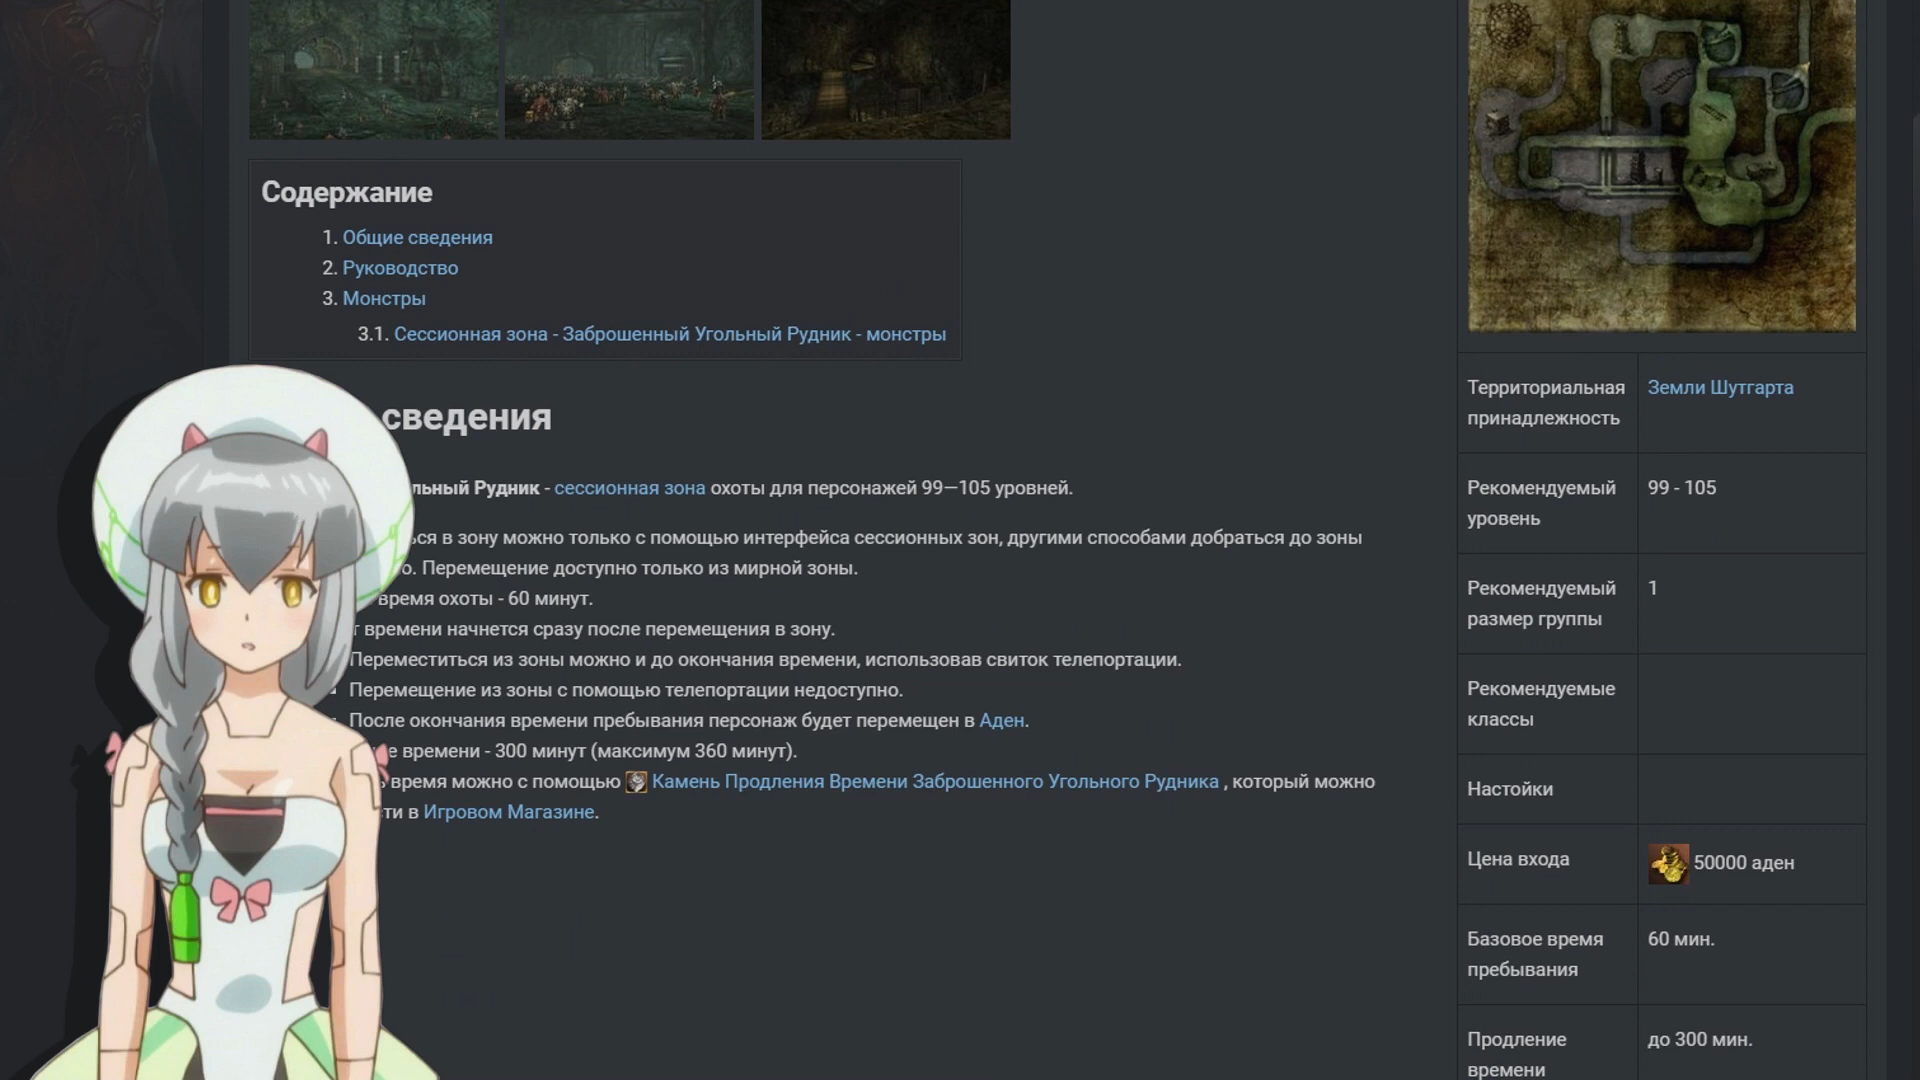 Содержание
1. Общие сведения
2. Руководство
3. Монстры
3.1. Сессионная зона - Заброшенный Угольный Рудник - монстры
сведения
Рудник - сессионная зона охоты для персонажей 99—105 уровней.
в зону можно только с помощью интерфейса сессионных зон, другими способами добраться до зоны
Перемещение доступно только из мирной зоны.
время охоты - 60 минут.
времени начнется сразу после перемещения в зону.
Переместиться из зоны можно и до окончания времени, использовав свиток телепортации.
Перемещение из зоны с помощью телепортации недоступно.
После окончания времени пребывания персонаж будет перемещен в Аден.
времени - 300 минут (максимум 360 минут).
время можно с помощью Камень Продления Времени Заброшенного Угольного Рудника , который можно
в Игровом Магазине.
Территориальная принадлежность
Земли Шутгарта
Рекомендуемый уровень
99 - 105
Рекомендуемый размер группы
1
Рекомендуемые классы
Настойки
Цена входа
50000 аден
Базовое время пребывания
60 мин.
Продление времени
до 300 мин.